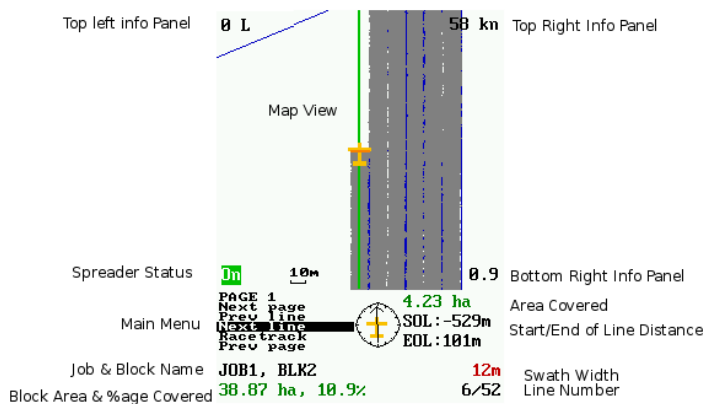 Top left info Panel 0 L 58 kn Top Right Info Panel
Map View
Spreader Status On 10m 0.9 Bottom Right Info Panel
PAGE 1
Next page
Prev line
Main Menu Next line
Racetrack
Prev page
4.23 ha Area Covered
SOL:-529m Start/End of Line Distance
EOL:101m
Job & Block Name JOB1, BLK2 12m Swath Width
Block Area & %age Covered 38.87 ha, 10.9% 6/52 Line Number